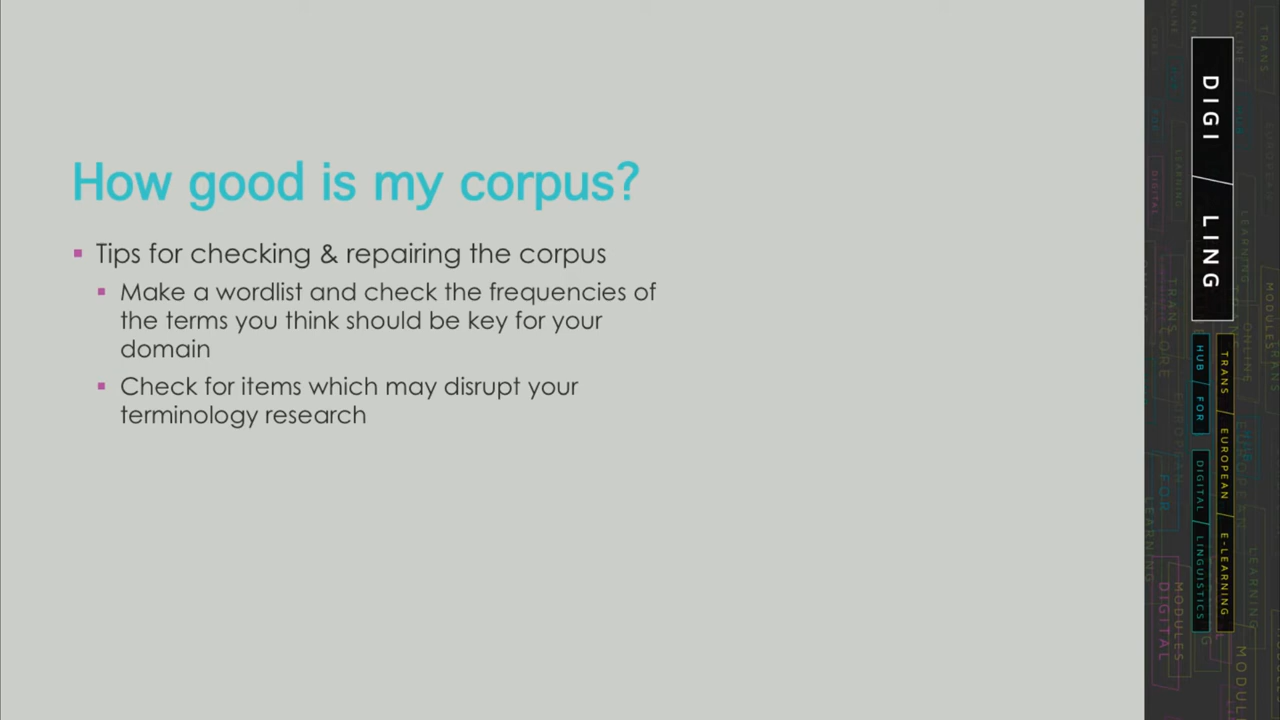 How good is my corpus?
Tips for checking & repairing the corpus
Make a wordlist and check the frequencies of
the terms you think should be key for your
domain
Check for items which may disrupt your
terminology research
DIGI / LING
HUB / FOR
DIGITAL / LINGUISTICS
TRANS / EUROPEAN / E-LEARNING